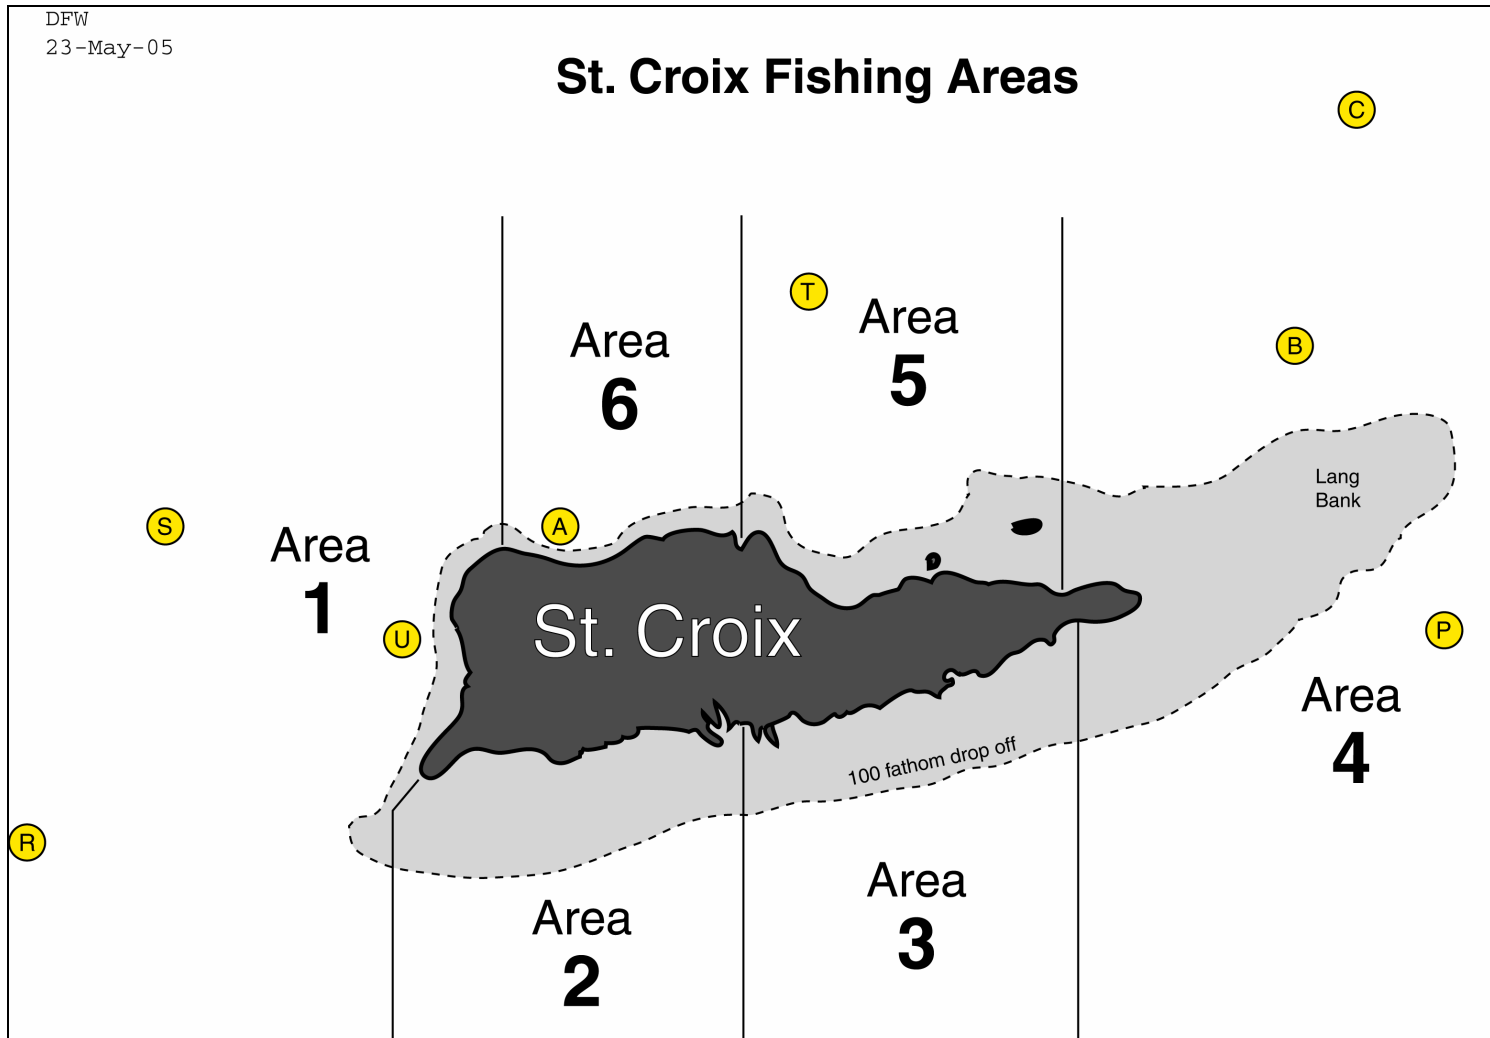 DFW
23-May-05
St. Croix Fishing Areas
C
T
Area
5
B
Area
6
Lang
Bank
S
A
Area
1
U
St. Croix
P
Area
4
100 fathom drop off
R
Area
3
Area
2